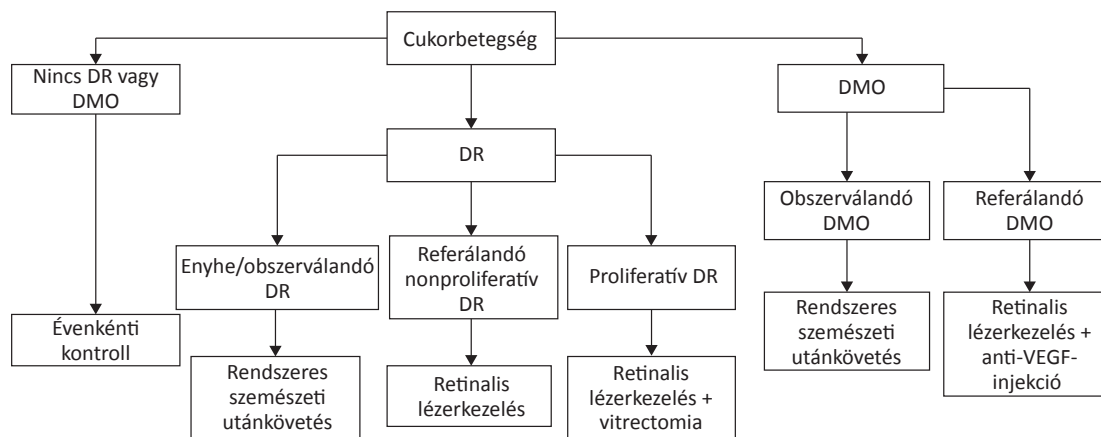 Cukorbetegség
Nincs DR vagy
DMO
DMO
DR
Obszerválandó
DMO
Referálandó
DMO
Enyhe/obszerválandó
DR
Referálandó
nonproliferatív
DR
Proliferatív DR
Rendszeres
szemészeti
utánkövetés
Retinalis
lézerkezelés +
anti-VEGF-
injekció
Évenkénti
kontroll
Rendszeres
szemészeti
utánkövetés
Retinalis
lézerkezelés
Retinalis
lézerkezelés +
vitrectomia